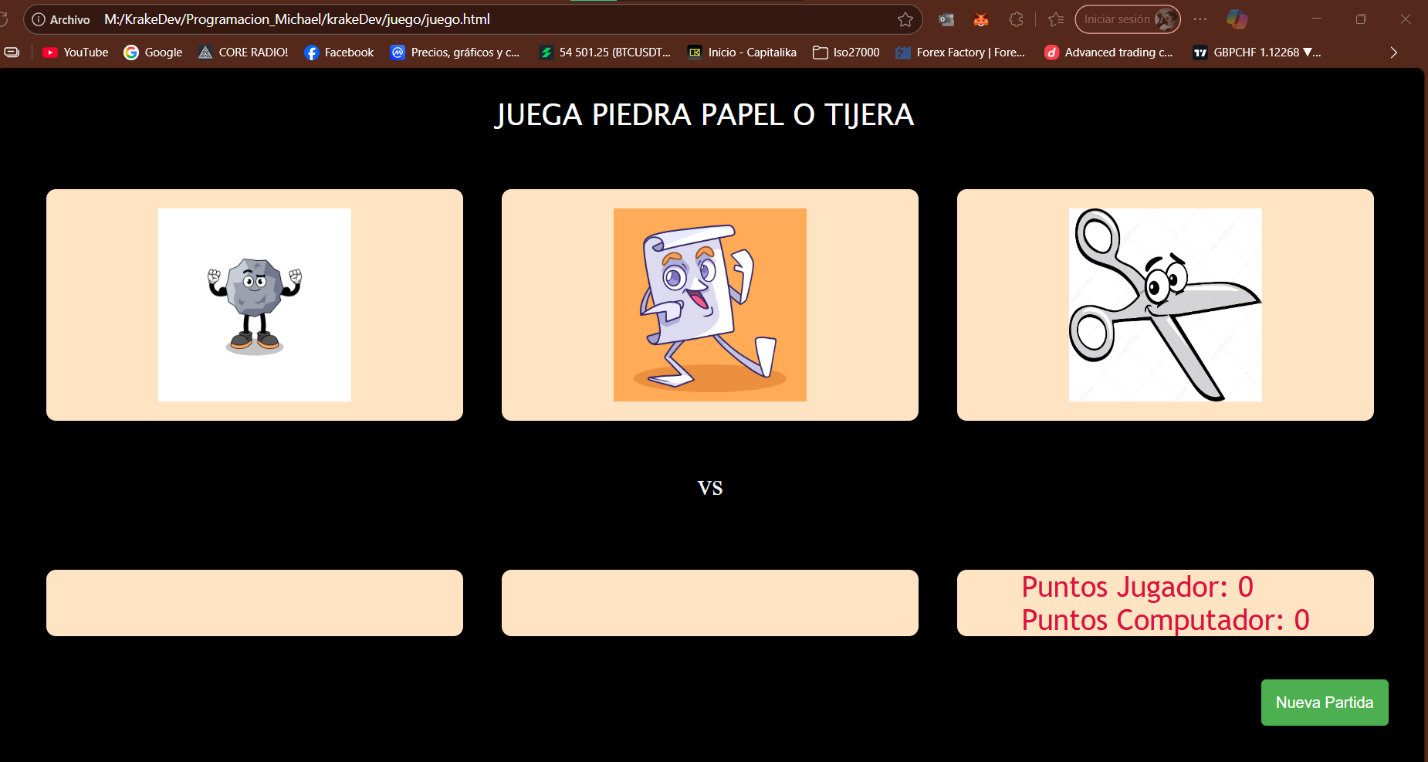 Archivo M:/KrakeDev/Programacion_Michael/krakeDev/juego/juego.html Iniciar sesión
YouTube Google CORE RADIO! Facebook Precios, gráficos y c... 54 501.25 (BTCUSDT... Inicio - Capitalika Iso27000 Forex Factory | Fore... Advanced trading c... GBPCHF 1.12268 ▼...
JUEGA PIEDRA PAPEL O TIJERA
VS
Puntos Jugador: 0
Puntos Computador: 0
Nueva Partida